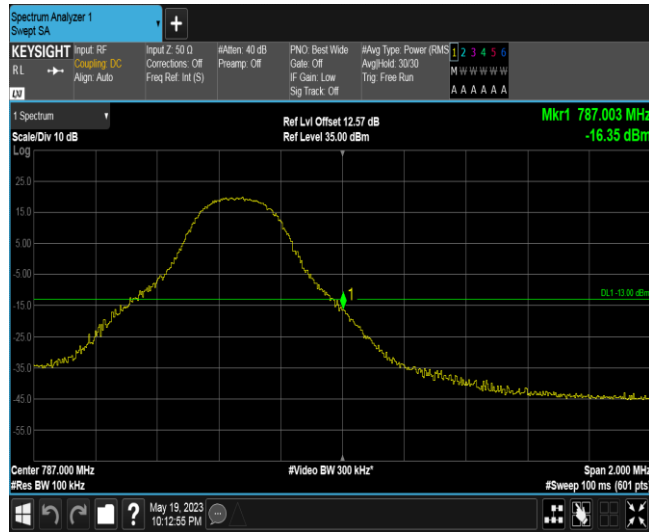 Spectrum Analyzer 1
Swept SA
+
KEYSIGHT
RL
LXI
Input: RF
Coupling: DC
Align: Auto
Input Z: 50 Ω
Corrections: Off
Freq Ref: Int (S)
#Atten: 40 dB
Preamp: Off
PNO: Best Wide
Gate: Off
IF Gain: Low
Sig Track: Off
#Avg Type: Power (RMS
Avg|Hold: 30/30
Trig: Free Run
1 2 3 4 5 6
M W W W W W
A A A A A A
1 Spectrum
Scale/Div 10 dB
Log
Ref Lvl Offset 12.57 dB
Ref Level 35.00 dBm
Mkr1 787.003 MHz
-16.35 dBm
25.0
15.0
5.00
-5.00
-15.0
-25.0
-35.0
-45.0
-55.0
1
DL1 -13.00 dBm
Center 787.000 MHz
#Res BW 100 kHz
#Video BW 300 kHz*
Span 2.000 MHz
#Sweep 100 ms (601 pts)
?
May 19, 2023
10:12:55 PM